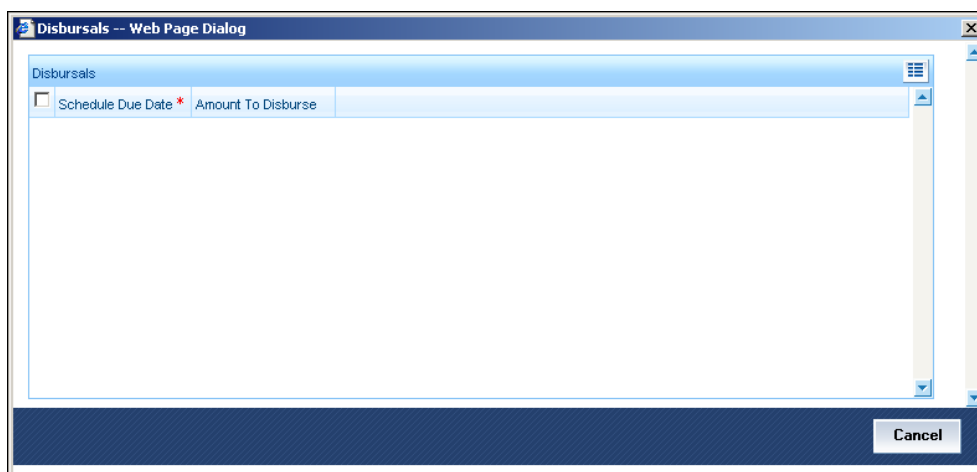 Disbursals -- Web Page Dialog
Disbursals
Schedule Due Date * Amount To Disburse
Cancel